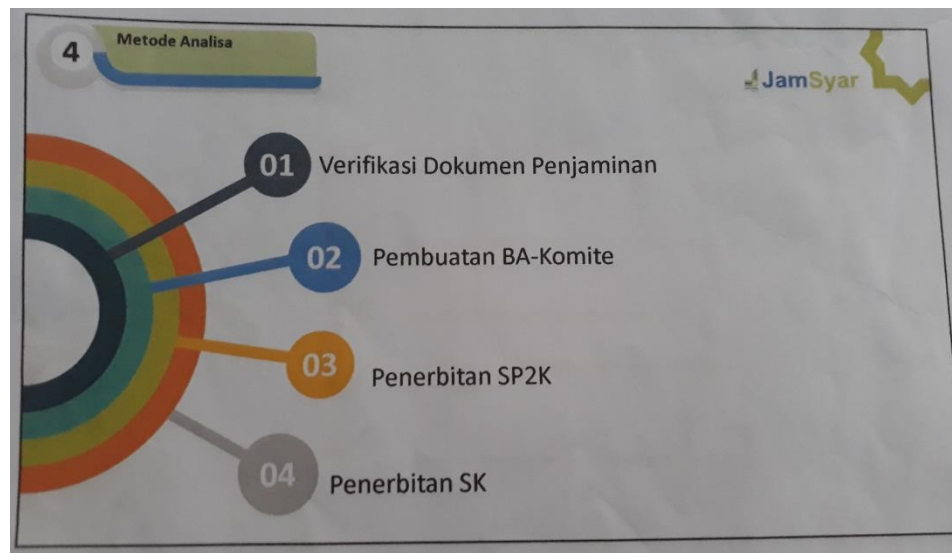 4
Metode Analisa
JamSyar
01
Verifikasi Dokumen Penjaminan
02
Pembuatan BA-Komite
03
Penerbitan SP2K
04
Penerbitan SK